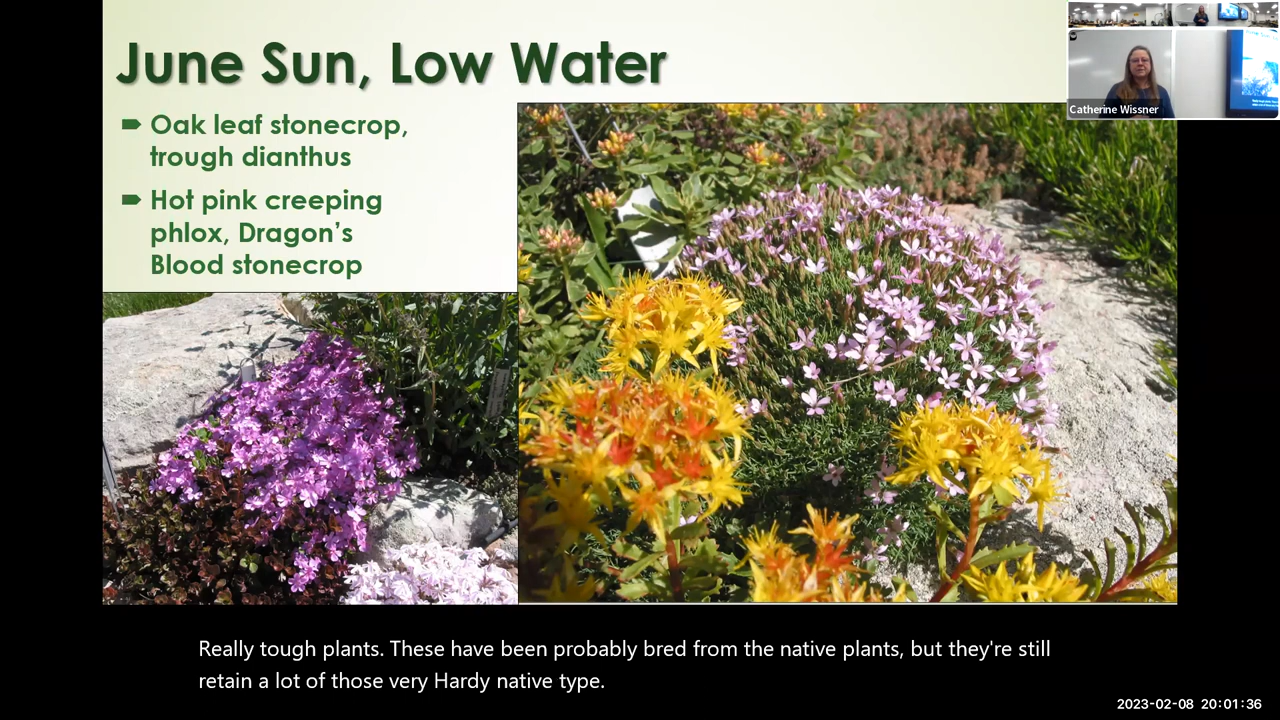 June Sun, Low Water
Oak leaf stonecrop,
trough dianthus
Hot pink creeping
phlox, Dragon's
Blood stonecrop
Catherine Wissner
Really tough plants. These have been probably bred from the native plants, but they're still
retain a lot of those very Hardy native type.
2023-02-08 20:01:36